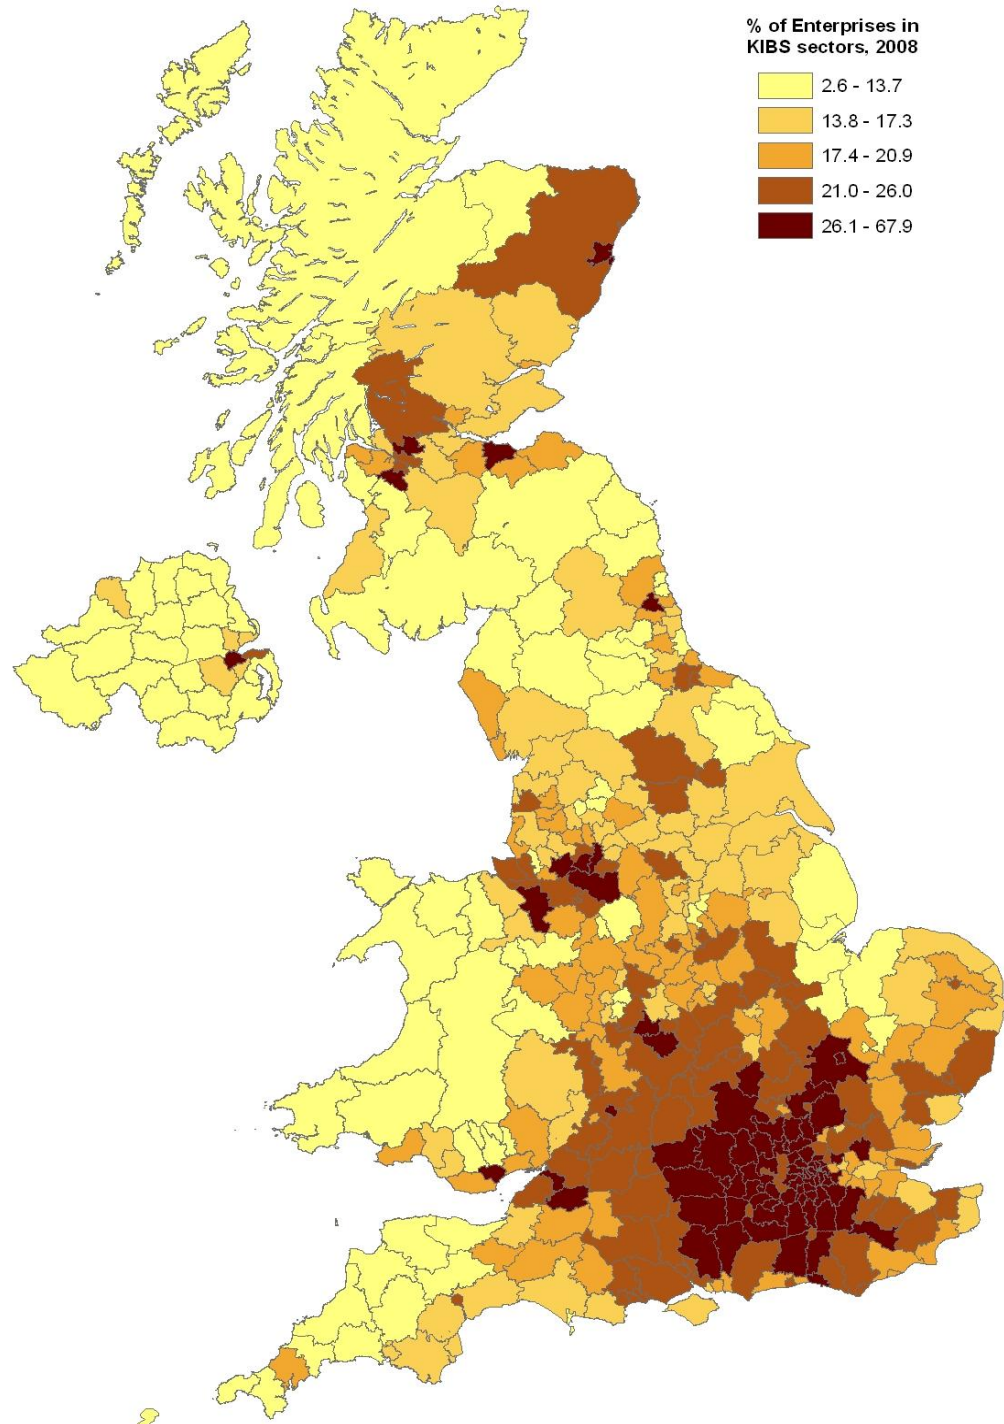 % of Enterprises in
KIBS sectors, 2008
2.6 - 13.7
13.8 - 17.3
17.4 - 20.9
21.0 - 26.0
26.1 - 67.9